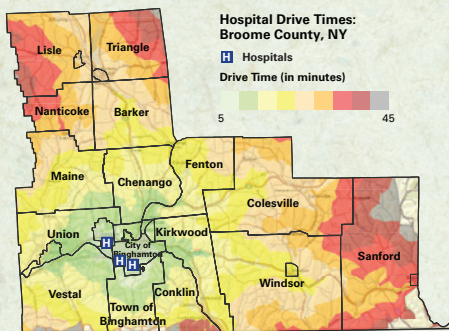 Hospital Drive Times:
Broome County, NY
H Hospitals
Drive Time (in minutes)
5 45
Lisle
Triangle
Nanticoke
Barker
Fenton
Maine
Chenango
Colesville
Union
City of
Binghamton
Kirkwood
Sanford
Windsor
Vestal
Conklin
Town of
Binghamton
H
H
H